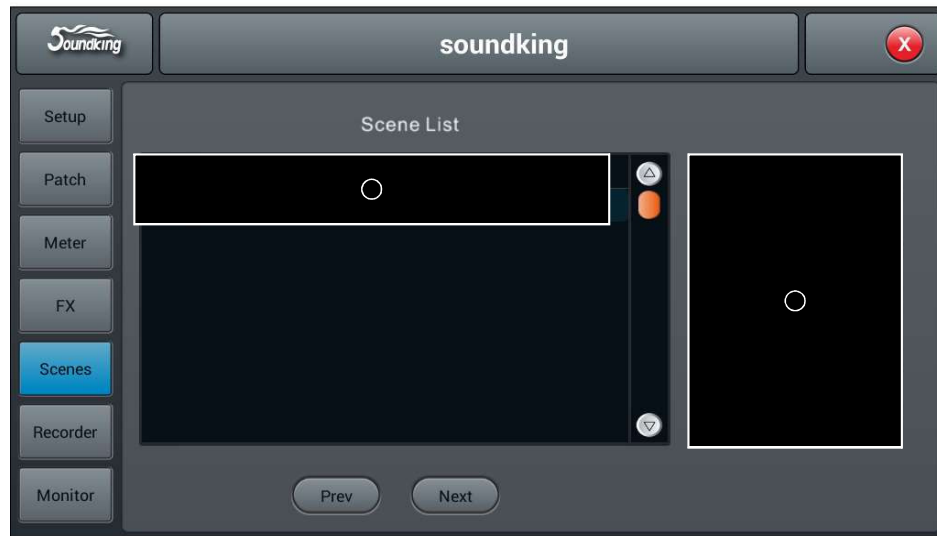 Soundking
soundking
X
Setup
Scene List
Patch
Meter
FX
Scenes
Recorder
Monitor
Prev
Next